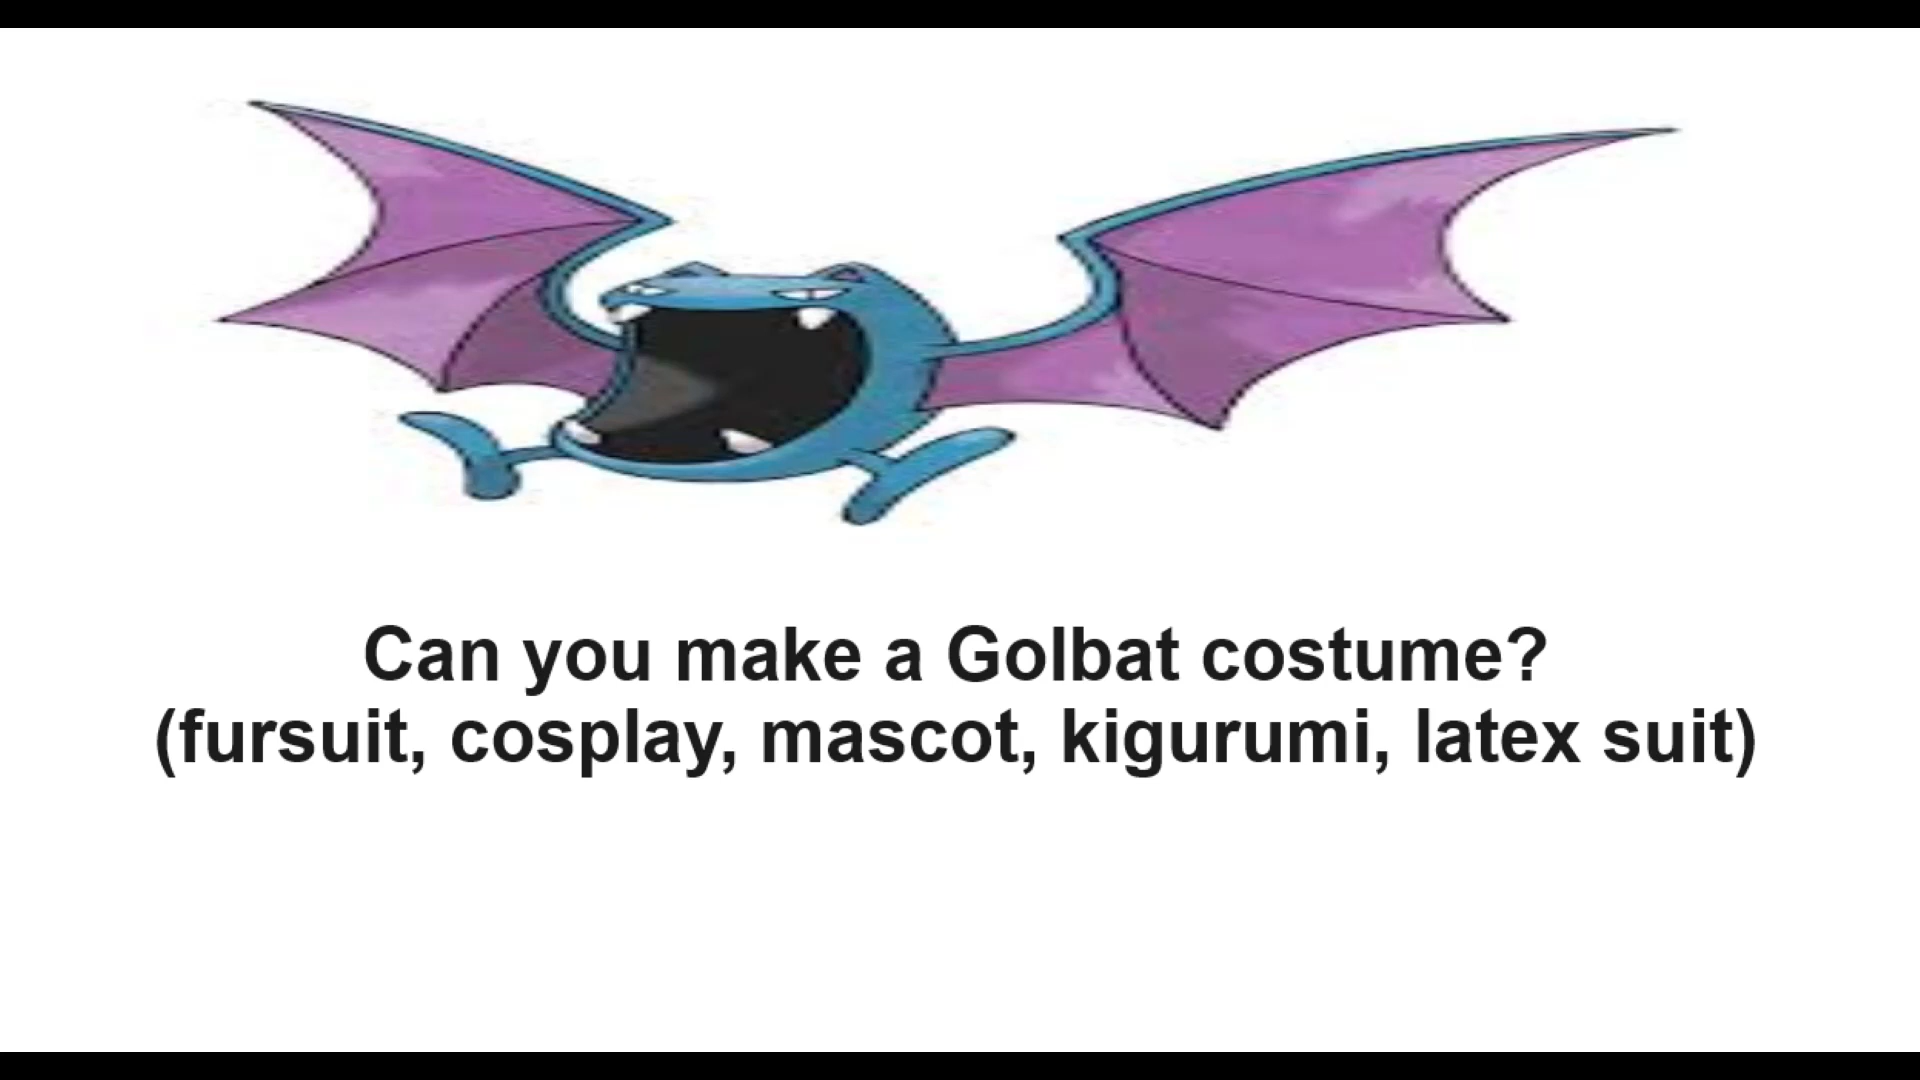 Can you make a Golbat costume?
(fursuit, cosplay, mascot, kigurumi, latex suit)